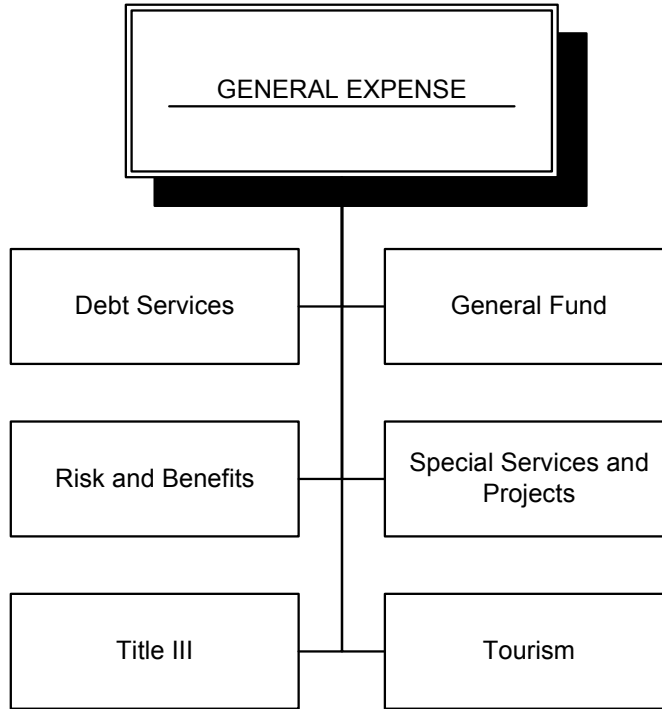 GENERAL EXPENSE
Debt Services
General Fund
Risk and Benefits
Special Services and
Projects
Title III
Tourism